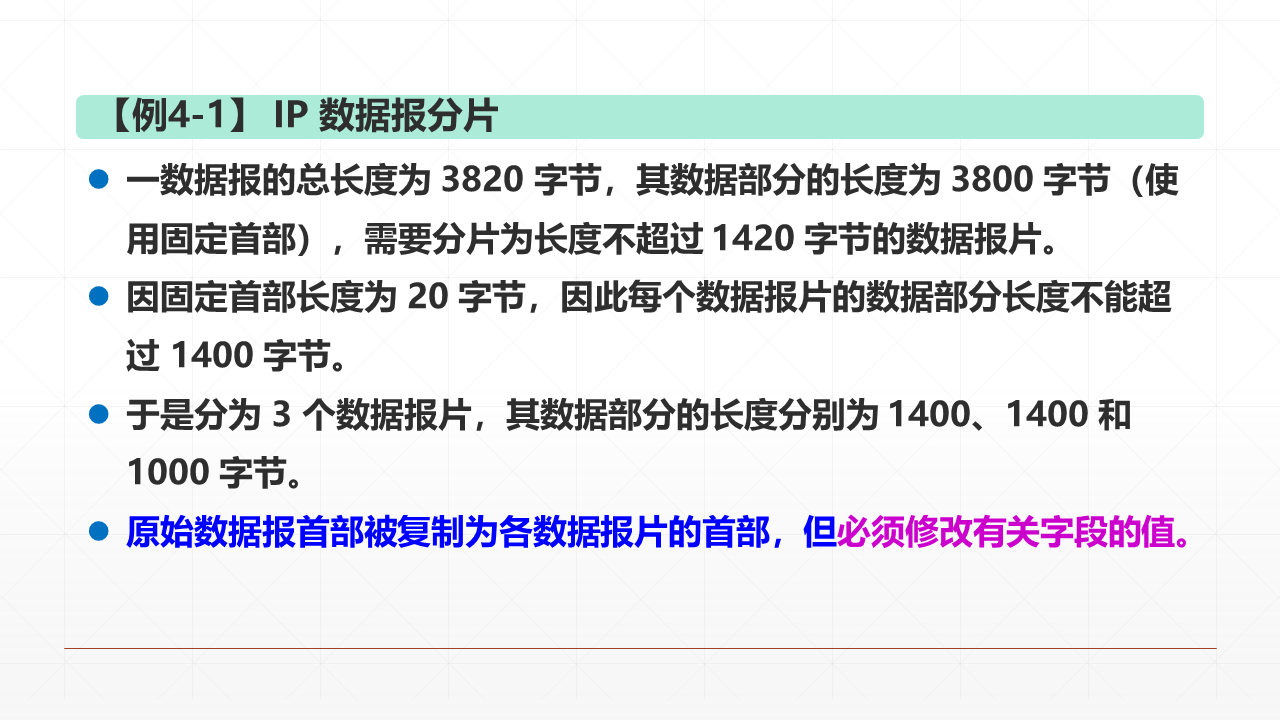 【例4-1】 IP 数据报分片
● 一数据报的总长度为 3820 字节，其数据部分的长度为 3800 字节（使
用固定首部），需要分片为长度不超过 1420 字节的数据报片。
● 因固定首部长度为 20 字节，因此每个数据报片的数据部分长度不能超
过 1400 字节。
● 于是分为 3 个数据报片，其数据部分的长度分别为 1400、1400 和
1000 字节。
● 原始数据报首部被复制为各数据报片的首部，但必须修改有关字段的值。